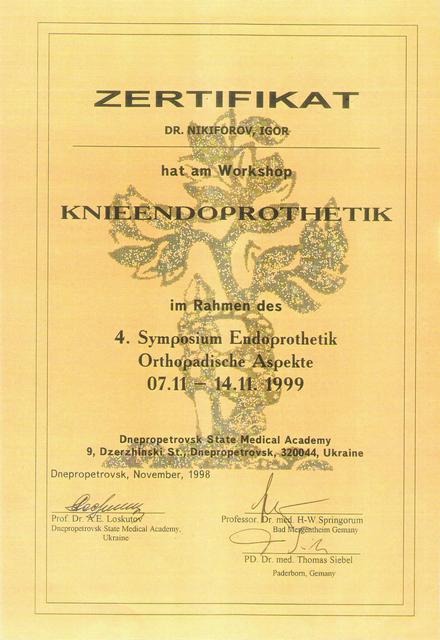 ZERTIFIKAT
DR. NIKIFOROV, IGOR
hat am Workshop
KNIEENDOPROTHETIK
im Rahmen des
4. Symposium Endoprothetik
Orthopadische Aspekte
07.11 – 14.11. 1999
Dnepropetrovsk State Medical Academy
9, Dzerzhinski St., Dnepropetrovsk, 320044, Ukraine
Dnepropetrovsk, November, 1998
Prof. Dr. A.E. Loskutov
Dnepropetrovsk State Medical Academy,
Ukraine
Professor. Dr. med. H-W Springorum
Bad Mergentheim Gemany
PD. Dr. med. Thomas Siebel
Paderborn, Gemany